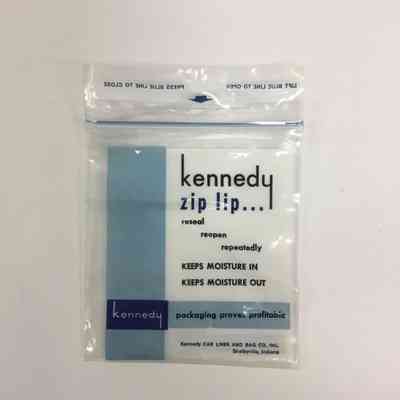 LIFT BLUE LINE TO OPEN
PRESS BLUE LINE TO CLOSE
kennedy
zip lip...
reseal
reopen
repeatedly
KEEPS MOISTURE IN
KEEPS MOISTURE OUT
kennedy packaging proves profitable
Kennedy CAR LINER AND BAG CO., INC.
Shelbyville, Indiana